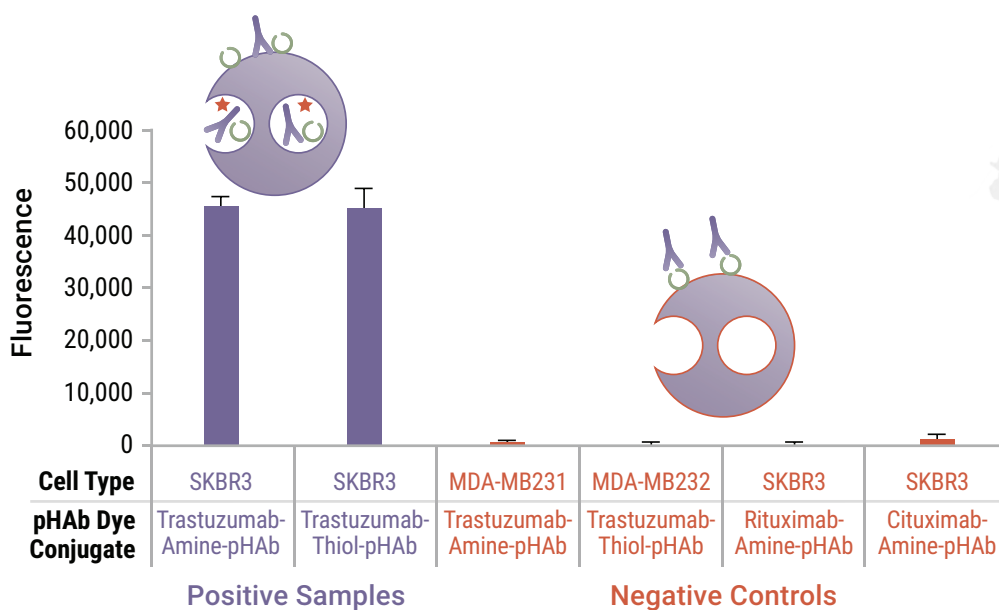 60,000
50,000
40,000
30,000
20,000
10,000
0
Fluorescence
Cell Type
SKBR3
SKBR3
MDA-MB231
MDA-MB232
SKBR3
SKBR3
pHAb Dye
Conjugate
Trastuzumab-
Amine-pHAb
Trastuzumab-
Thiol-pHAb
Trastuzumab-
Amine-pHAb
Trastuzumab-
Thiol-pHAb
Rituximab-
Amine-pHAb
Cituximab-
Amine-pHAb
Positive Samples
Negative Controls